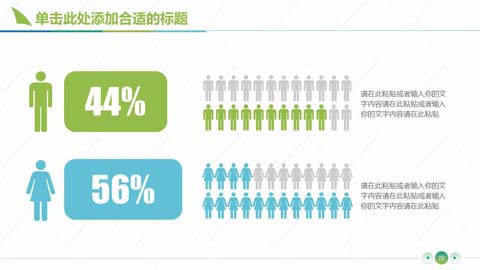 单击此处添加合适的标题
44%
请在此粘贴或者输入你的文
字内容请在此粘贴或者输入
你的文字内容请在此粘贴
56%
请在此粘贴或者输入你的文
字内容请在此粘贴或者输入
你的文字内容请在此粘贴
22